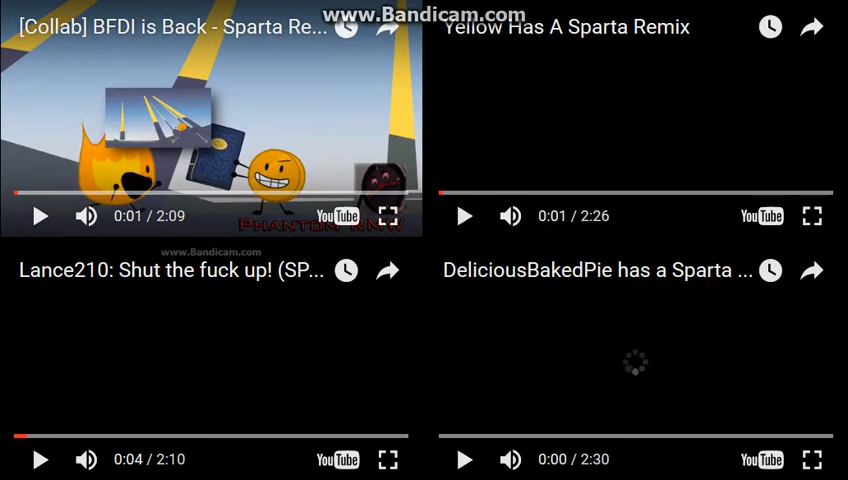 www.Bandicam.com
[Collab] BFDI is Back - Sparta Re...
Yellow Has A Sparta Remix
PHANTOM RMW
0:01 / 2:09
YouTube
0:01 / 2:26
YouTube
www.Bandicam.com
Lance210: Shut the fuck up! (SP...
DeliciousBakedPie has a Sparta ...
0:04 / 2:10
YouTube
0:00 / 2:30
YouTube